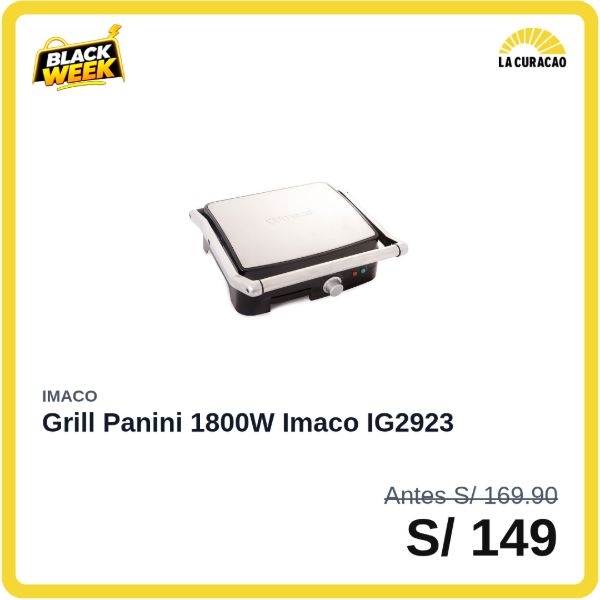 BLACK
WEEK
LA CURACAO
IMACO
Grill Panini 1800W Imaco IG2923
Antes S/ 169.90
S/ 149